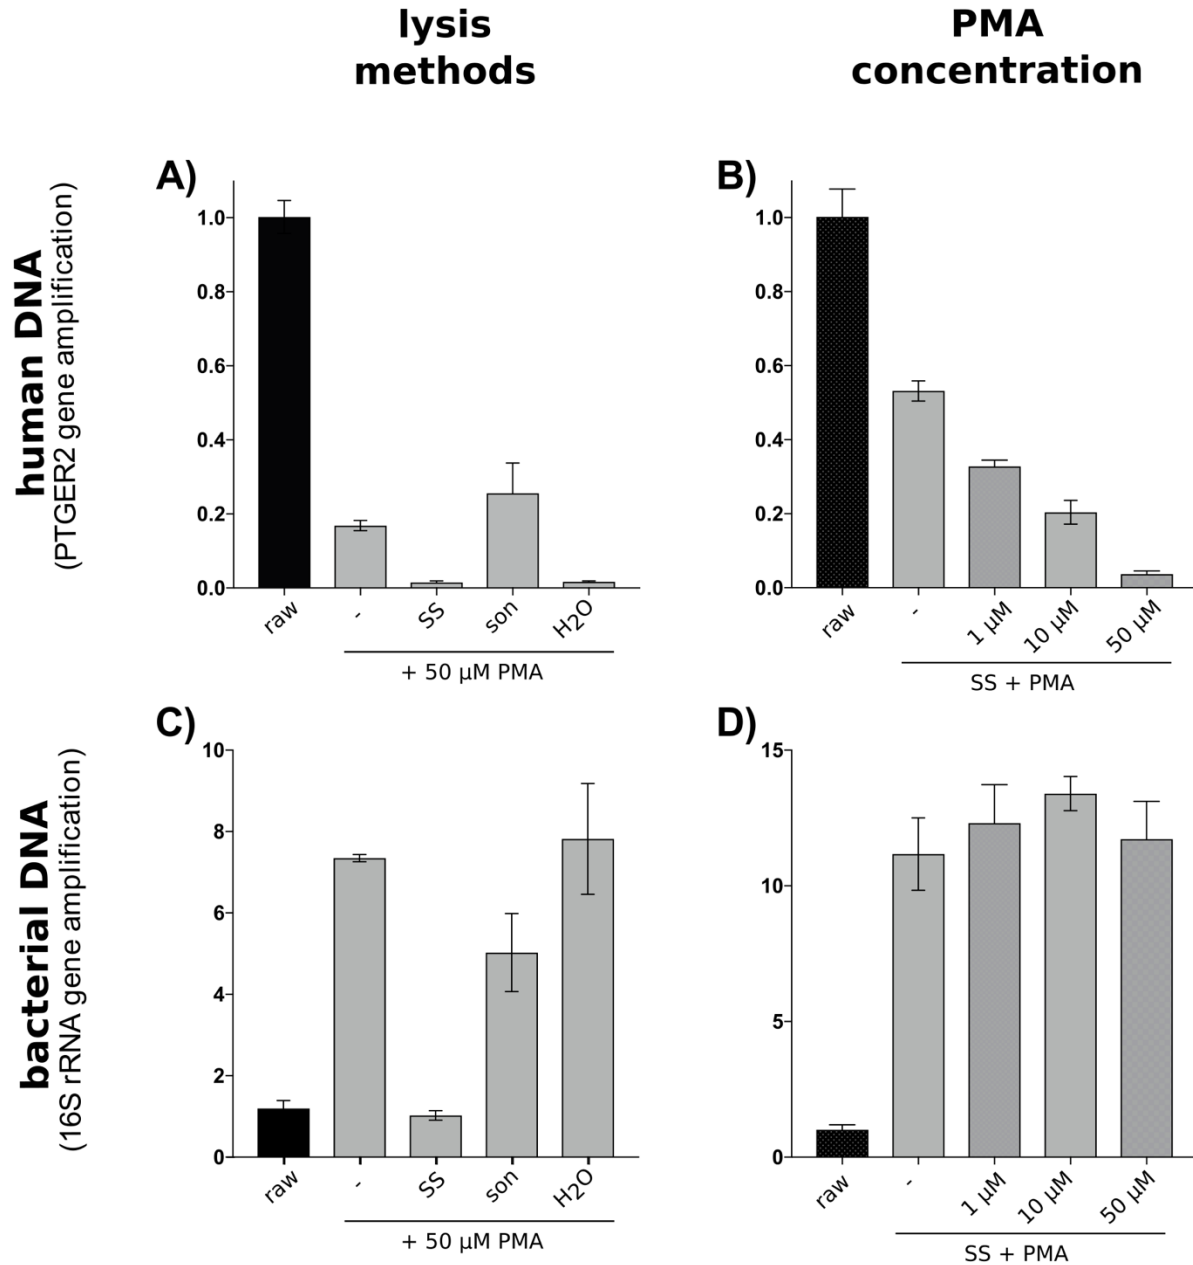 lysis
methods
PMA
concentration
human DNA
(PTGER2 gene amplification)
A)
1.0
0.8
0.6
0.4
0.2
0.0
raw
-
SS
son
H2O
+ 50 µM PMA
B)
1.0
0.8
0.6
0.4
0.2
0.0
raw
-
1 µM
10 µM
50 µM
SS + PMA
bacterial DNA
(16S rRNA gene amplification)
C)
10
8
6
4
2
0
raw
-
SS
son
H2O
+ 50 µM PMA
D)
15
10
5
0
raw
-
1 µM
10 µM
50 µM
SS + PMA